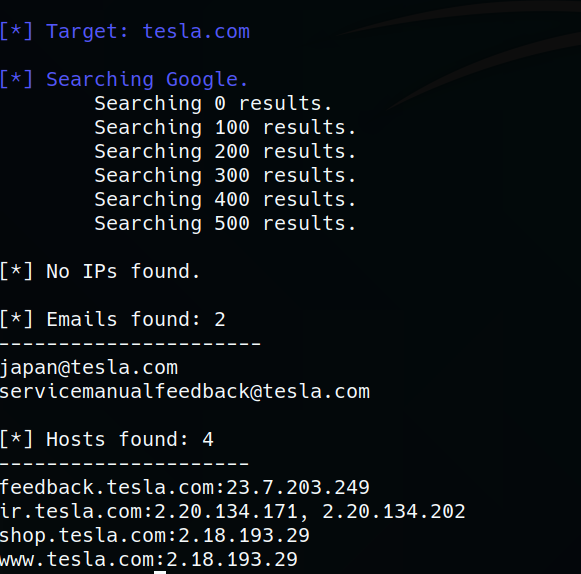 [*] Target: tesla.com
[*] Searching Google.
Searching 0 results.
Searching 100 results.
Searching 200 results.
Searching 300 results.
Searching 400 results.
Searching 500 results.
[*] No IPs found.
[*] Emails found: 2
----------------------
japan@tesla.com
servicemanualfeedback@tesla.com
[*] Hosts found: 4
---------------------
feedback.tesla.com:23.7.203.249
ir.tesla.com:2.20.134.171, 2.20.134.202
shop.tesla.com:2.18.193.29
www.tesla.com:2.18.193.29